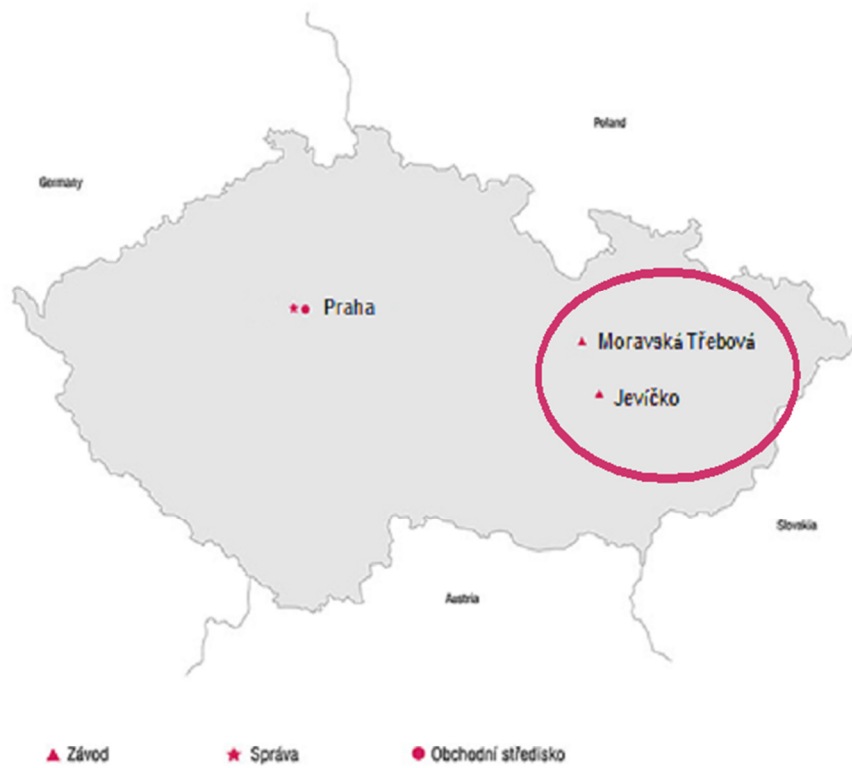 Poland
Germany
Praha
Moravská Třebová
Jevíčko
Slovakia
Austria
Závod
Správa
Obchodní středisko